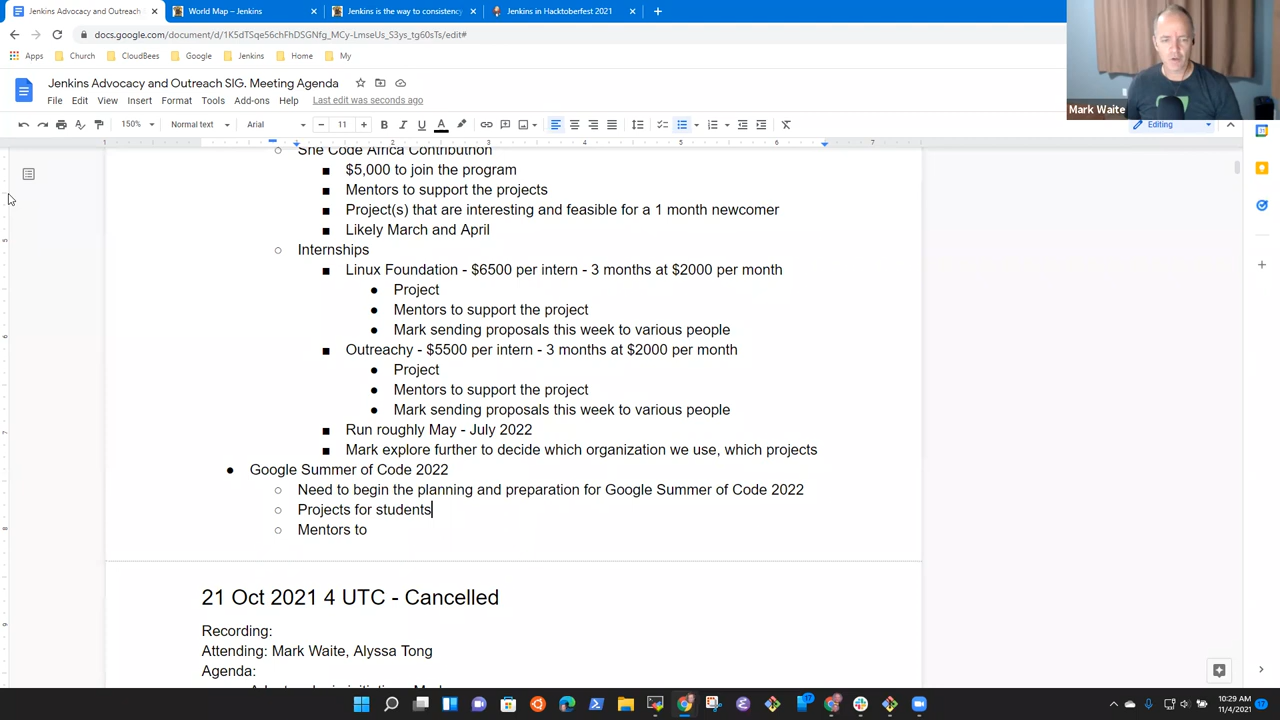 Jenkins Advocacy and Outreach
World Map – Jenkins
Jenkins is the way to consistency
Jenkins in Hacktoberfest 2021
docs.google.com/document/d/1K5dTSqe56chFhDSGNfg_MCy-LmseUs_S3ys_tg60sTs/edit#
Apps Church CloudBees Google Jenkins Home My
Jenkins Advocacy and Outreach SIG. Meeting Agenda
File Edit View Insert Format Tools Add-ons Help Last edit was seconds ago
Mark Waite
150% Normal text Arial 11 Editing
1 1 2 3 4 5 6 7
She Code Africa Contributhon
$5,000 to join the program
Mentors to support the projects
Project(s) that are interesting and feasible for a 1 month newcomer
Likely March and April
Internships
Linux Foundation - $6500 per intern - 3 months at $2000 per month
Project
Mentors to support the project
Mark sending proposals this week to various people
Outreachy - $5500 per intern - 3 months at $2000 per month
Project
Mentors to support the project
Mark sending proposals this week to various people
Run roughly May - July 2022
Mark explore further to decide which organization we use, which projects
Google Summer of Code 2022
Need to begin the planning and preparation for Google Summer of Code 2022
Projects for students
Mentors to
21 Oct 2021 4 UTC - Cancelled
Recording:
Attending: Mark Waite, Alyssa Tong
Agenda:
10:29 AM
11/4/2021